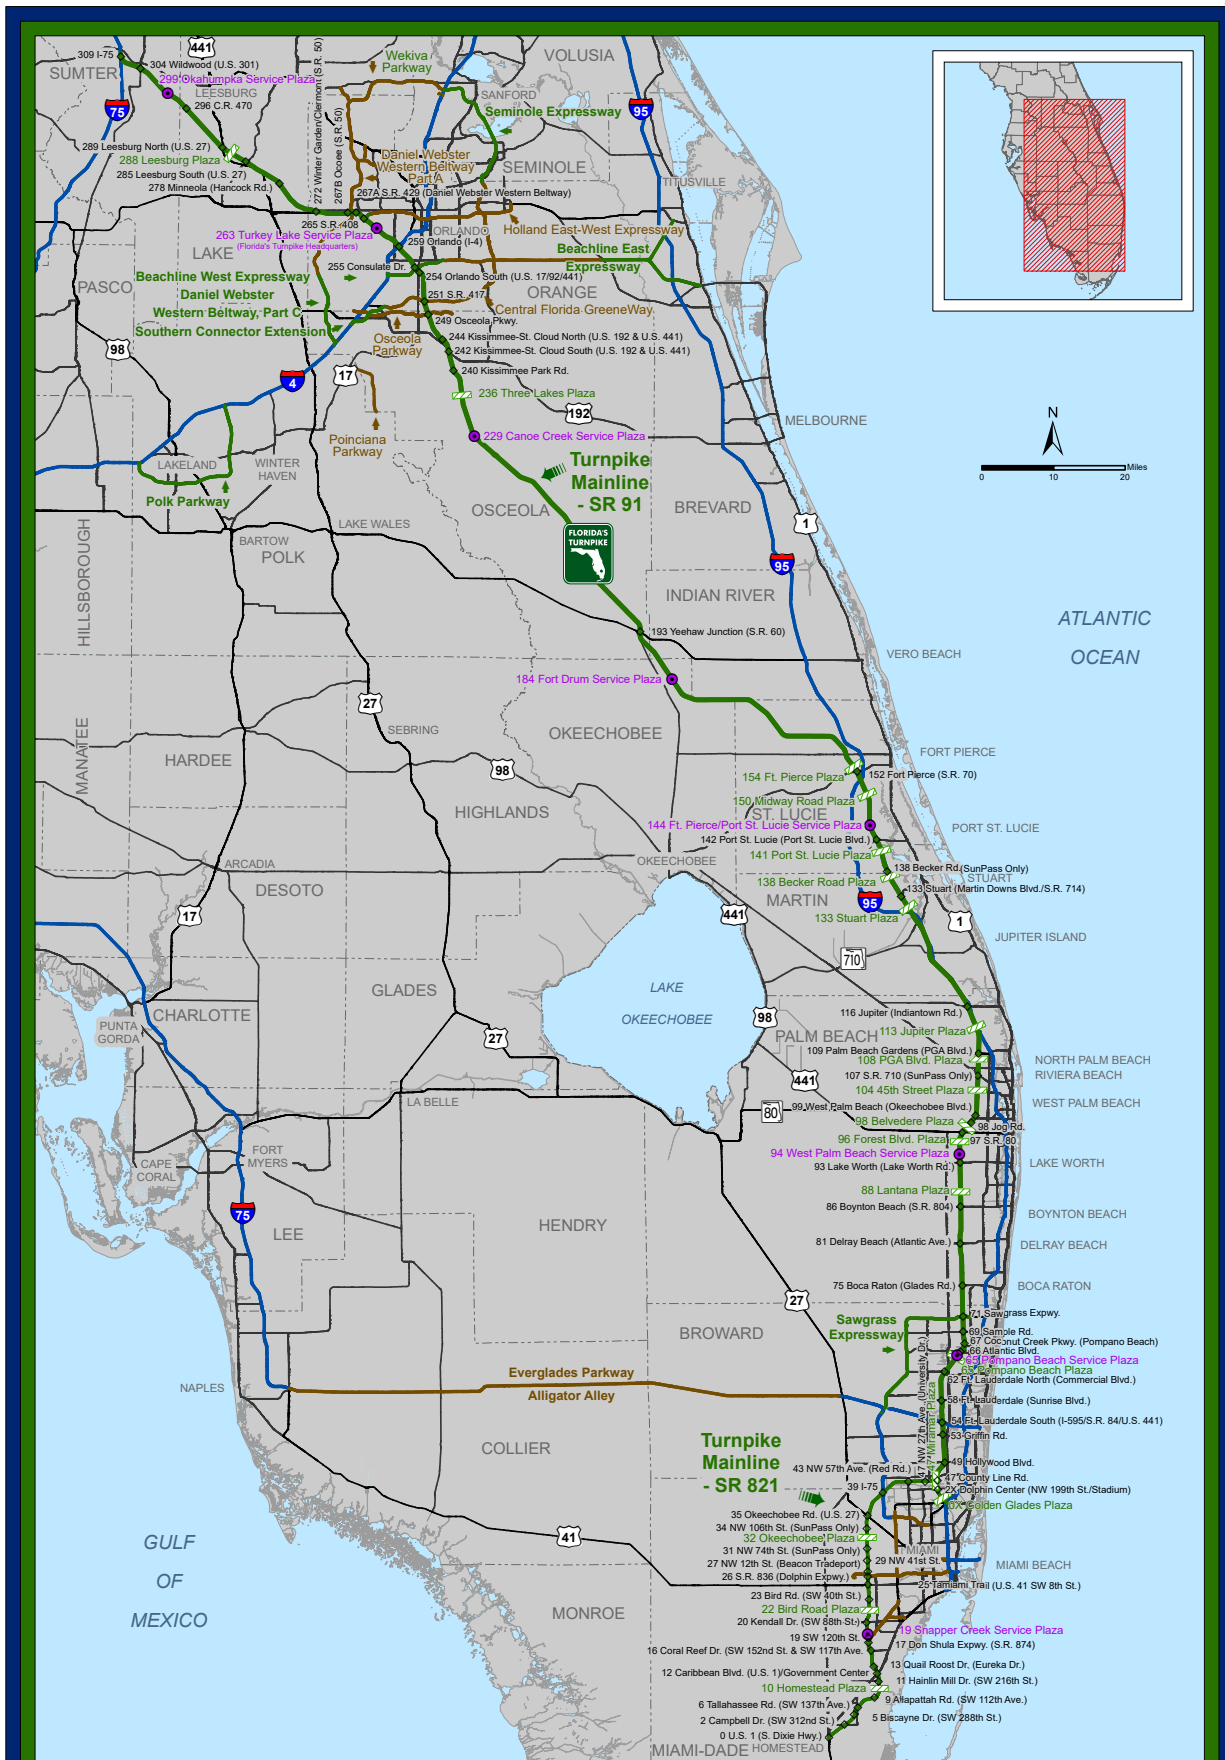 309 I-75
441
VOLUSIA
SUMTER
304 Wildwood (U.S. 301)
Wekiva
Parkway
299 Okahumpka Service Plaza
LEESBURG
SANFORD
75
296 C.R. 470
95
Seminole Expressway
272 Winter Garden/Clermont (S.R. 50)
267B Ocoee (S.R. 50)
289 Leesburg North (U.S. 27)
288 Leesburg Plaza
285 Leesburg South (U.S. 27)
278 Minneola (Hancock Rd.)
Daniel Webster
Western Beltway
Part A
SEMINOLE
TITUSVILLE
267A S.R. 429 (Daniel Webster Western Beltway)
265 S.R. 408
263 Turkey Lake Service Plaza
(Florida's Turnpike Headquarters)
ORLANDO
Holland East-West Expressway
259 Orlando (I-4)
LAKE
Beachline East
Expressway
255 Consulate Dr.
Beachline West Expressway
254 Orlando South (U.S. 17/92/441)
PASCO
Daniel Webster
Western Beltway, Part C
251 S.R. 417
ORANGE
Central Florida GreeneWay
249 Osceola Pkwy.
Southern Connector Extension
Osceola
Parkway
244 Kissimmee-St. Cloud North (U.S. 192 & U.S. 441)
98
242 Kissimmee-St. Cloud South (U.S. 192 & U.S. 441)
240 Kissimmee Park Rd.
17
4
236 Three Lakes Plaza
192
MELBOURNE
N
Poinciana
Parkway
229 Canoe Creek Service Plaza
LAKELAND
WINTER
HAVEN
Turnpike
Mainline
- SR 91
Miles
0
10
20
Polk Parkway
OSCEOLA
BREVARD
HILLSBOROUGH
LAKE WALES
1
BARTOW
POLK
FLORIDA'S
TURNPIKE
95
INDIAN RIVER
ATLANTIC
OCEAN
193 Yeehaw Junction (S.R. 60)
VERO BEACH
184 Fort Drum Service Plaza
27
SEBRING
OKEECHOBEE
MANATEE
HARDEE
FORT PIERCE
98
154 Ft. Pierce Plaza
152 Fort Pierce (S.R. 70)
150 Midway Road Plaza
HIGHLANDS
ST. LUCIE
144 Ft. Pierce/Port St. Lucie Service Plaza
PORT ST. LUCIE
142 Port St. Lucie (Port St. Lucie Blvd.)
141 Port St. Lucie Plaza
OKEECHOBEE
ARCADIA
138 Becker Rd.(SunPass Only)
STUART
138 Becker Road Plaza
DESOTO
133 Stuart (Martin Downs Blvd./S.R. 714)
MARTIN
95
17
441
133 Stuart Plaza
1
JUPITER ISLAND
710
LAKE
OKEECHOBEE
GLADES
CHARLOTTE
PUNTA
GORDA
116 Jupiter (Indiantown Rd.)
98
113 Jupiter Plaza
27
PALM BEACH
109 Palm Beach Gardens (PGA Blvd.)
108 PGA Blvd. Plaza
NORTH PALM BEACH
RIVIERA BEACH
107 S.R. 710 (SunPass Only)
441
104 45th Street Plaza
LA BELLE
99 West Palm Beach (Okeechobee Blvd.)
WEST PALM BEACH
80
98 Belvedere Plaza
98 Jog Rd.
96 Forest Blvd. Plaza
97 S.R. 80
94 West Palm Beach Service Plaza
FORT
MYERS
CAPE
CORAL
93 Lake Worth (Lake Worth Rd.)
LAKE WORTH
88 Lantana Plaza
75
86 Boynton Beach (S.R. 804)
BOYNTON BEACH
HENDRY
LEE
81 Delray Beach (Atlantic Ave.)
DELRAY BEACH
75 Boca Raton (Glades Rd.)
BOCA RATON
27
71 Sawgrass Expwy.
Sawgrass
Expressway
69 Sample Rd.
BROWARD
67 Coconut Creek Pkwy. (Pompano Beach)
66 Atlantic Blvd.
65 Pompano Beach Service Plaza
65 Pompano Beach Plaza
Everglades Parkway
62 Ft. Lauderdale North (Commercial Blvd.)
NAPLES
Alligator Alley
58 Ft. Lauderdale (Sunrise Blvd.)
47 NW 27th Ave. (University Dr.)
47 Miramar Plaza
54 Ft. Lauderdale South (I-595/S.R. 84/U.S. 441)
53 Griffin Rd.
COLLIER
Turnpike
Mainline
- SR 821
49 Hollywood Blvd.
43 NW 57th Ave. (Red Rd.)
47 County Line Rd.
39 I-75
2X Dolphin Center (NW 199th St./Stadium)
0X Golden Glades Plaza
35 Okeechobee Rd. (U.S. 27)
34 NW 106th St. (SunPass Only)
32 Okeechobee Plaza
41
31 NW 74th St. (SunPass Only)
MIAMI
GULF
OF
MEXICO
27 NW 12th St. (Beacon Tradeport)
29 NW 41st St.
MIAMI BEACH
26 S.R. 836 (Dolphin Expwy.)
25 Tamiami Trail (U.S. 41 SW 8th St.)
23 Bird Rd. (SW 40th St.)
22 Bird Road Plaza
MONROE
20 Kendall Dr. (SW 88th St.)
19 Snapper Creek Service Plaza
19 SW 120th St.
17 Don Shula Expwy. (S.R. 874)
16 Coral Reef Dr. (SW 152nd St. & SW 117th Ave.
13 Quail Roost Dr. (Eureka Dr.)
12 Caribbean Blvd. (U.S. 1)/Government Center
11 Hainlin Mill Dr. (SW 216th St.)
10 Homestead Plaza
9 Allapattah Rd. (SW 112th Ave.)
6 Tallahassee Rd. (SW 137th Ave.)
5 Biscayne Dr. (SW 288th St.)
2 Campbell Dr. (SW 312nd St.)
0 U.S. 1 (S. Dixie Hwy.)
MIAMI-DADE
HOMESTEAD